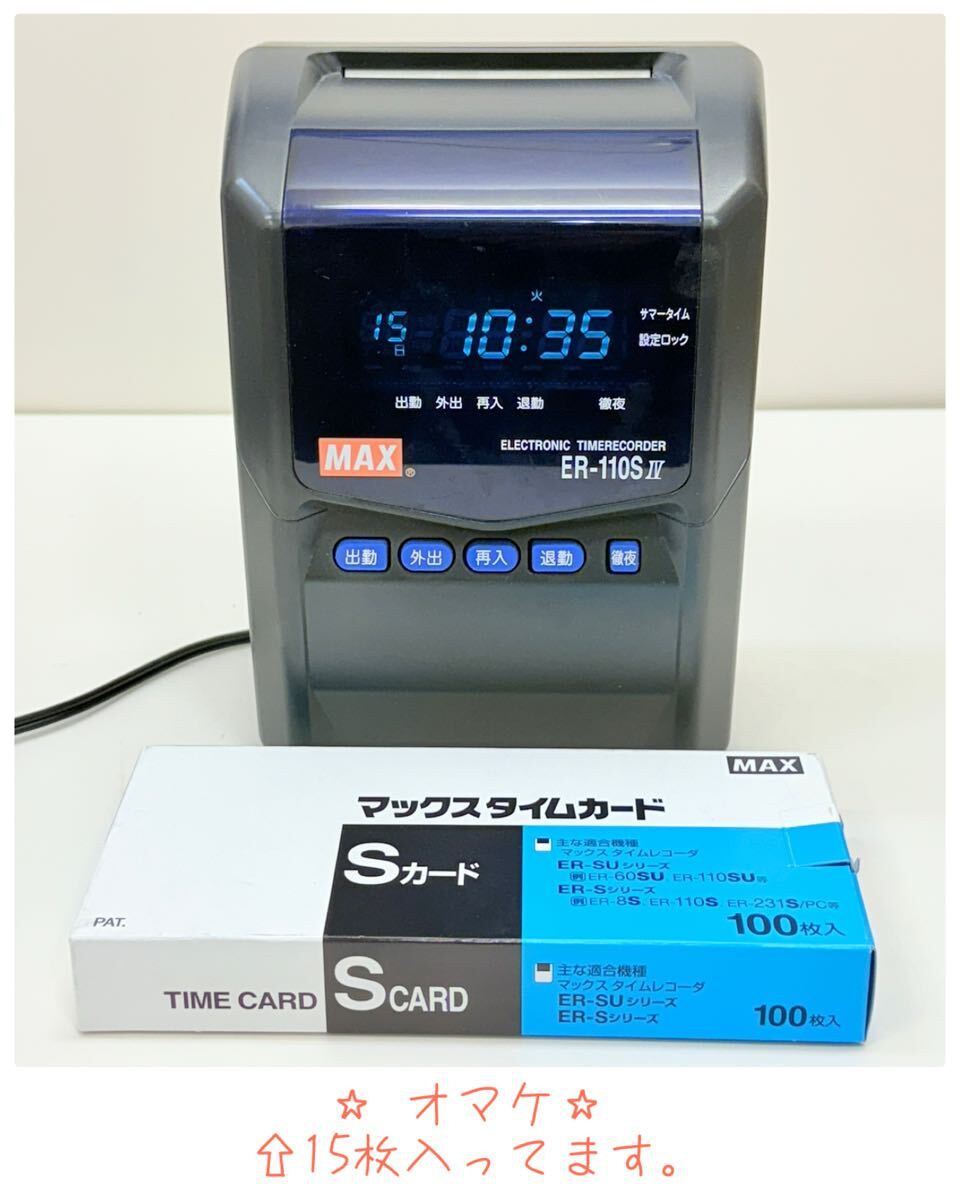 火
15日 10:35
サマータイム
設定ロック
出勤 外出 再入 退勤 徹夜
MAX®
ELECTRONIC TIMERECORDER
ER-110SⅣ
出勤 外出 再入 退勤 徹夜
MAX
マックスタイムカード
Sカード
主な適合機種
マックス タイムレコーダ
ER-SUシリーズ
例ER-60SU、ER-110SU等
ER-Sシリーズ
例ER-8S、ER-110S、ER-231S/PC等
100枚入
PAT.
TIME CARD
S CARD
主な適合機種
マックス タイムレコーダ
ER-SUシリーズ
ER-Sシリーズ
100枚入
☆ オマケ☆
⇧15枚入ってます。